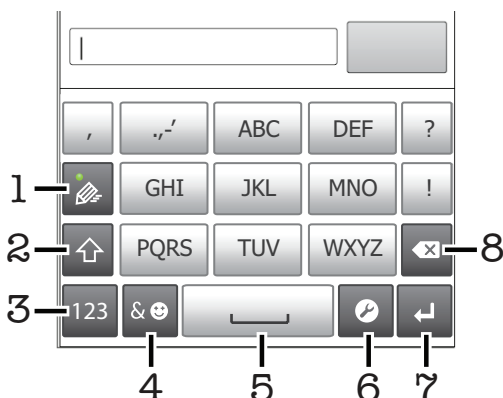 , .,-′ ABC DEF ?
1 GHI JKL MNO !
2 PQRS TUV WXYZ 8
3 123 &
4 5 6 7